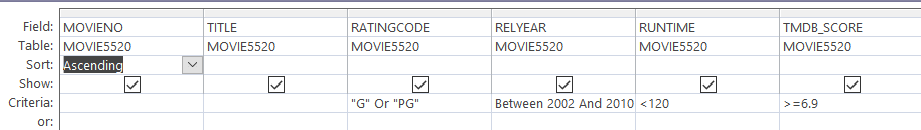 Field: MOVIENO TITLE RATINGCODE RELYEAR RUNTIME TMDB_SCORE
Table: MOVIE5520 MOVIE5520 MOVIE5520 MOVIE5520 MOVIE5520 MOVIE5520
Sort: Ascending
Show:
Criteria: "G" Or "PG" Between 2002 And 2010 <120 >=6.9
or: